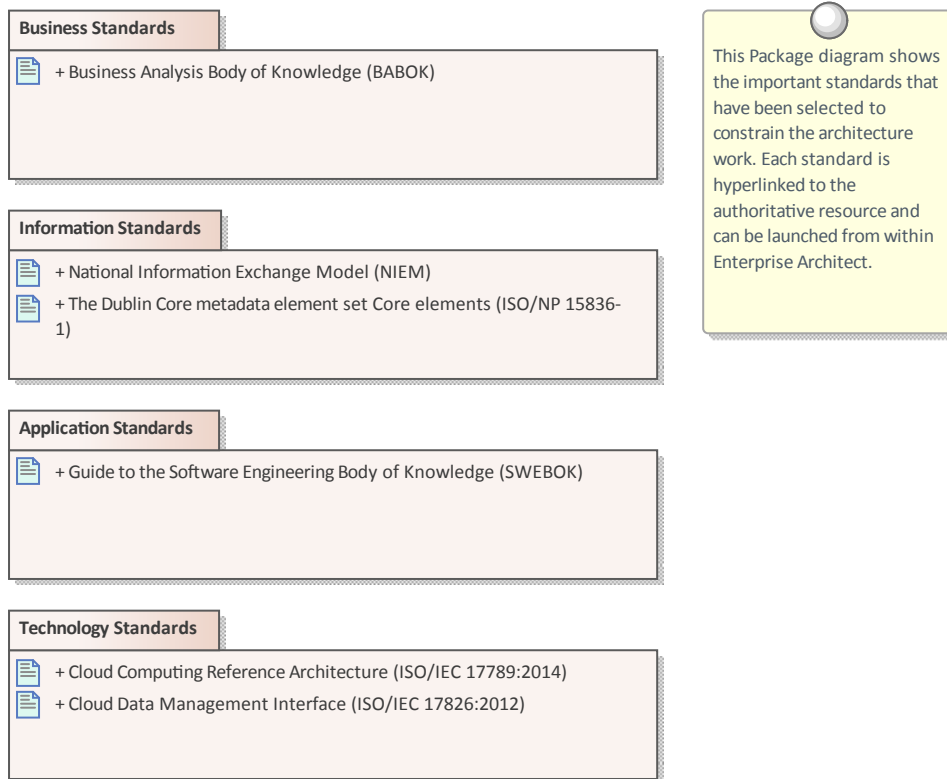 Business Standards
+ Business Analysis Body of Knowledge (BABOK)
Information Standards
+ National Information Exchange Model (NIEM)
+ The Dublin Core metadata element set Core elements (ISO/NP 15836-
1)
Application Standards
+ Guide to the Software Engineering Body of Knowledge (SWEBOK)
Technology Standards
+ Cloud Computing Reference Architecture (ISO/IEC 17789:2014)
+ Cloud Data Management Interface (ISO/IEC 17826:2012)
This Package diagram shows
the important standards that
have been selected to
constrain the architecture
work. Each standard is
hyperlinked to the
authoritative resource and
can be launched from within
Enterprise Architect.